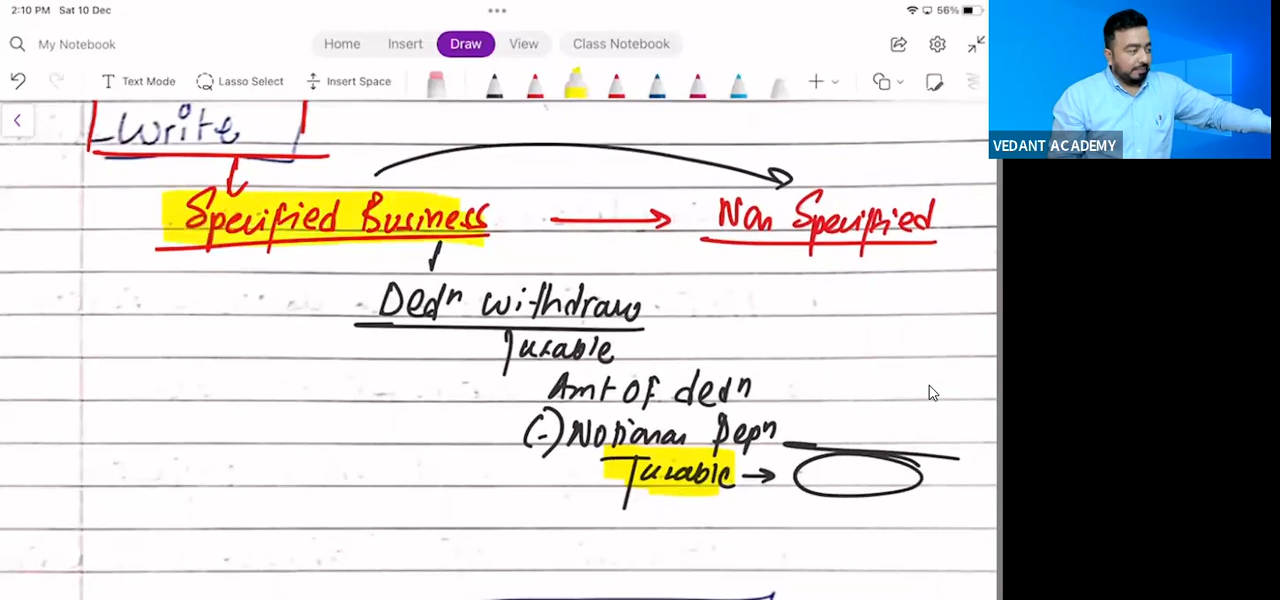 2:10 PM Sat 10 Dec
56%
My Notebook
Home Insert Draw View Class Notebook
Text Mode Lasso Select Insert Space
VEDANT ACADEMY
Write
Specified Business → Non Specified
Dedn withdraw
Taxable
Amt of dedn
(-) Notional Depn
Taxable →